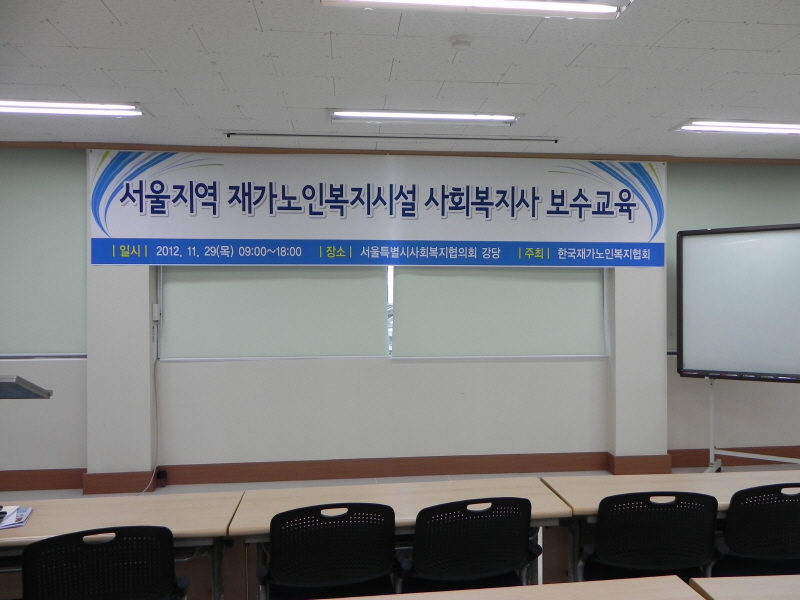 서울지역 재가노인복지시설 사회복지사 보수교육
|일시| 2012. 11. 29(목) 09:00~18:00 |장소| 서울특별시사회복지협의회 강당 |주최| 한국재가노인복지협회